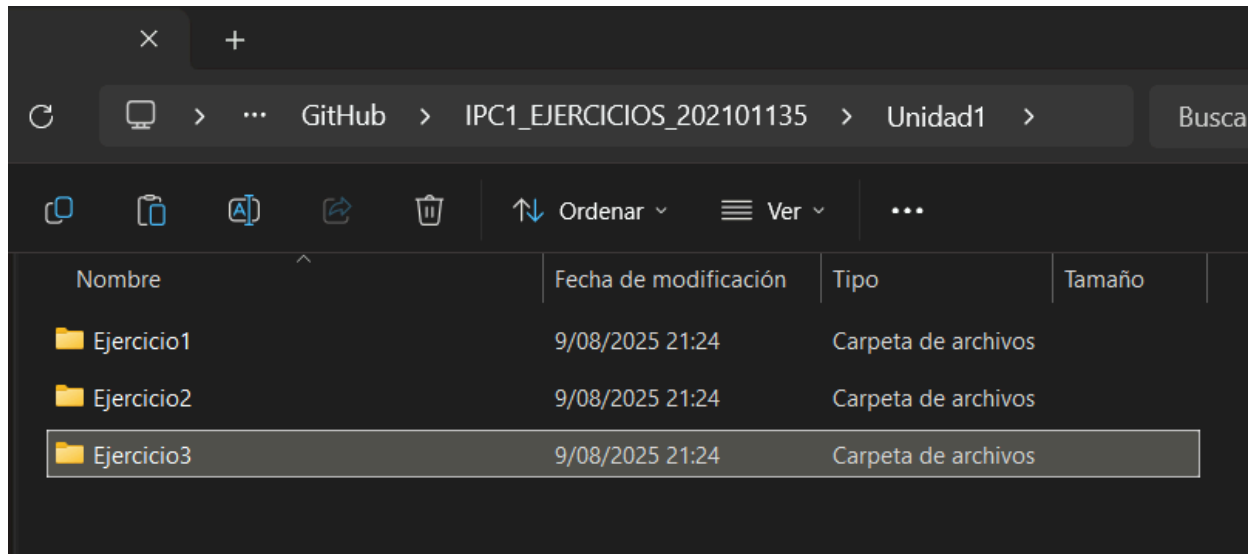 GitHub > IPC1_EJERCICIOS_202101135 > Unidad1 > Busca
Ordenar Ver
Nombre Fecha de modificación Tipo Tamaño
Ejercicio1 9/08/2025 21:24 Carpeta de archivos
Ejercicio2 9/08/2025 21:24 Carpeta de archivos
Ejercicio3 9/08/2025 21:24 Carpeta de archivos